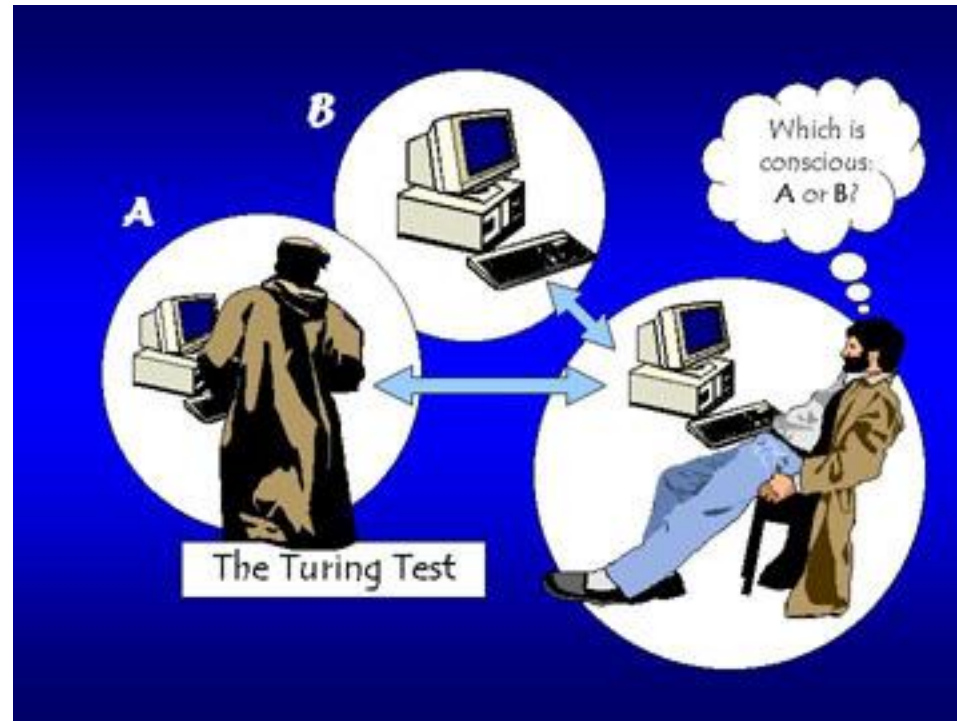 B
A
Which is
conscious:
A or B?
The Turing Test